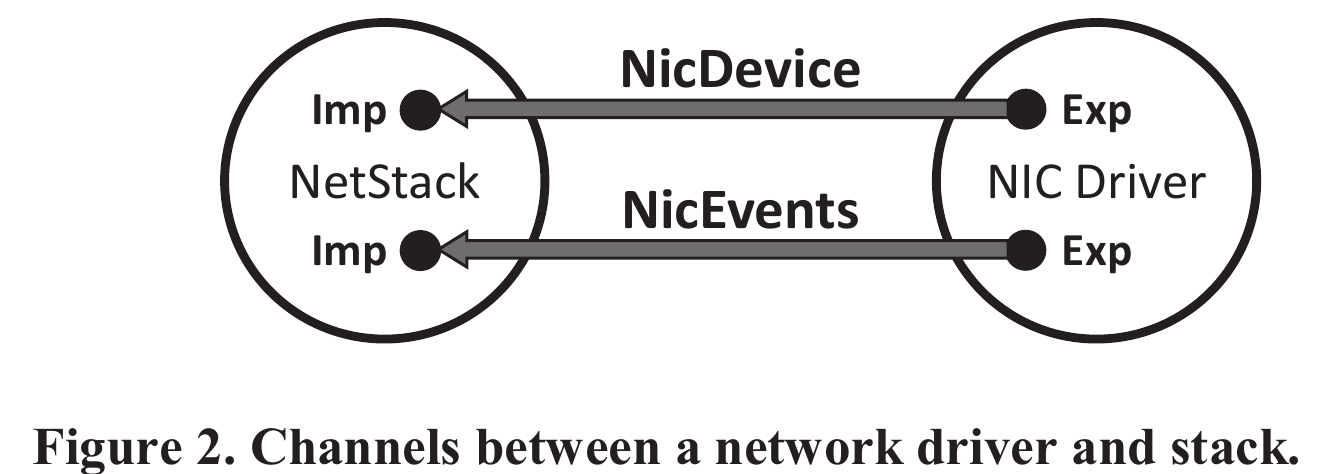 NicDevice
Imp Exp
NetStack NIC Driver
NicEvents
Imp Exp
Figure 2. Channels between a network driver and stack.